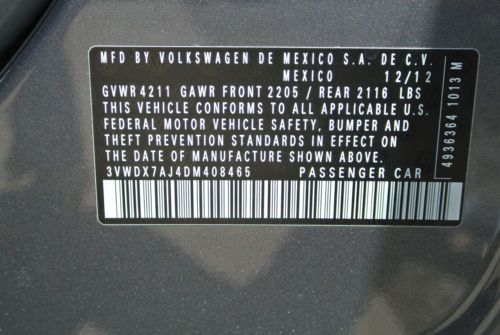 MFD BY VOLKSWAGEN DE MEXICO S.A. DE C.V.
MEXICO 12/12
GVWR 4211 GAWR FRONT 2205 / REAR 2116 LBS
THIS VEHICLE CONFORMS TO ALL APPLICABLE U.S.
FEDERAL MOTOR VEHICLE SAFETY, BUMPER AND
THEFT PREVENTION STANDARDS IN EFFECT ON
THE DATE OF MANUFACTURE SHOWN ABOVE.
3VWDX7AJ4DM408465 PASSENGER CAR
4936364 1013 M